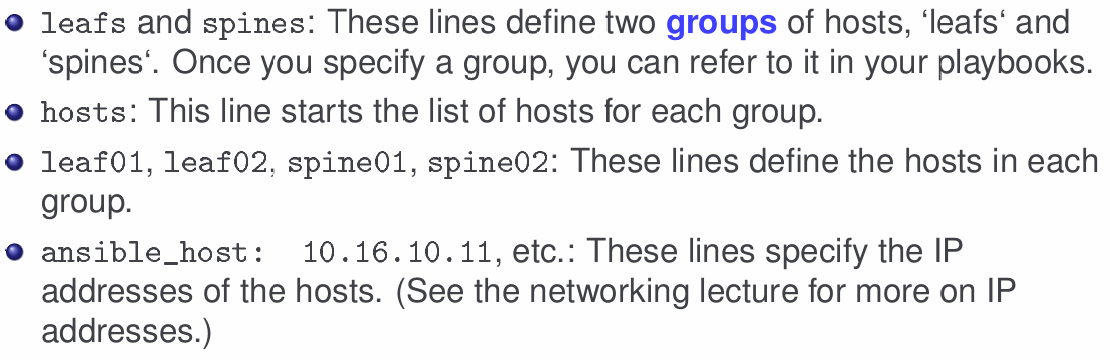 leafs and spines: These lines define two groups of hosts, ‘leafs‘ and
‘spines‘. Once you specify a group, you can refer to it in your playbooks.
hosts: This line starts the list of hosts for each group.
leaf01, leaf02, spine01, spine02: These lines define the hosts in each
group.
ansible_host: 10.16.10.11, etc.: These lines specify the IP
addresses of the hosts. (See the networking lecture for more on IP
addresses.)